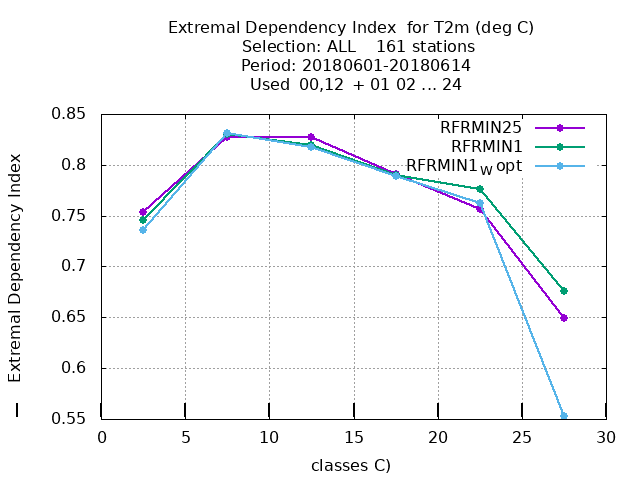 Extremal Dependency Index  for T2m (deg C)
Selection: ALL    161 stations
Period: 20180601-20180614
Used  00,12  + 01 02 ... 24
0.85
0.8
0.75
0.7
0.65
0.6
0.55
Extremal Dependency Index
RFRMIN25
RFRMIN1
RFRMIN1W opt
0 5 10 15 20 25 30
classes C)